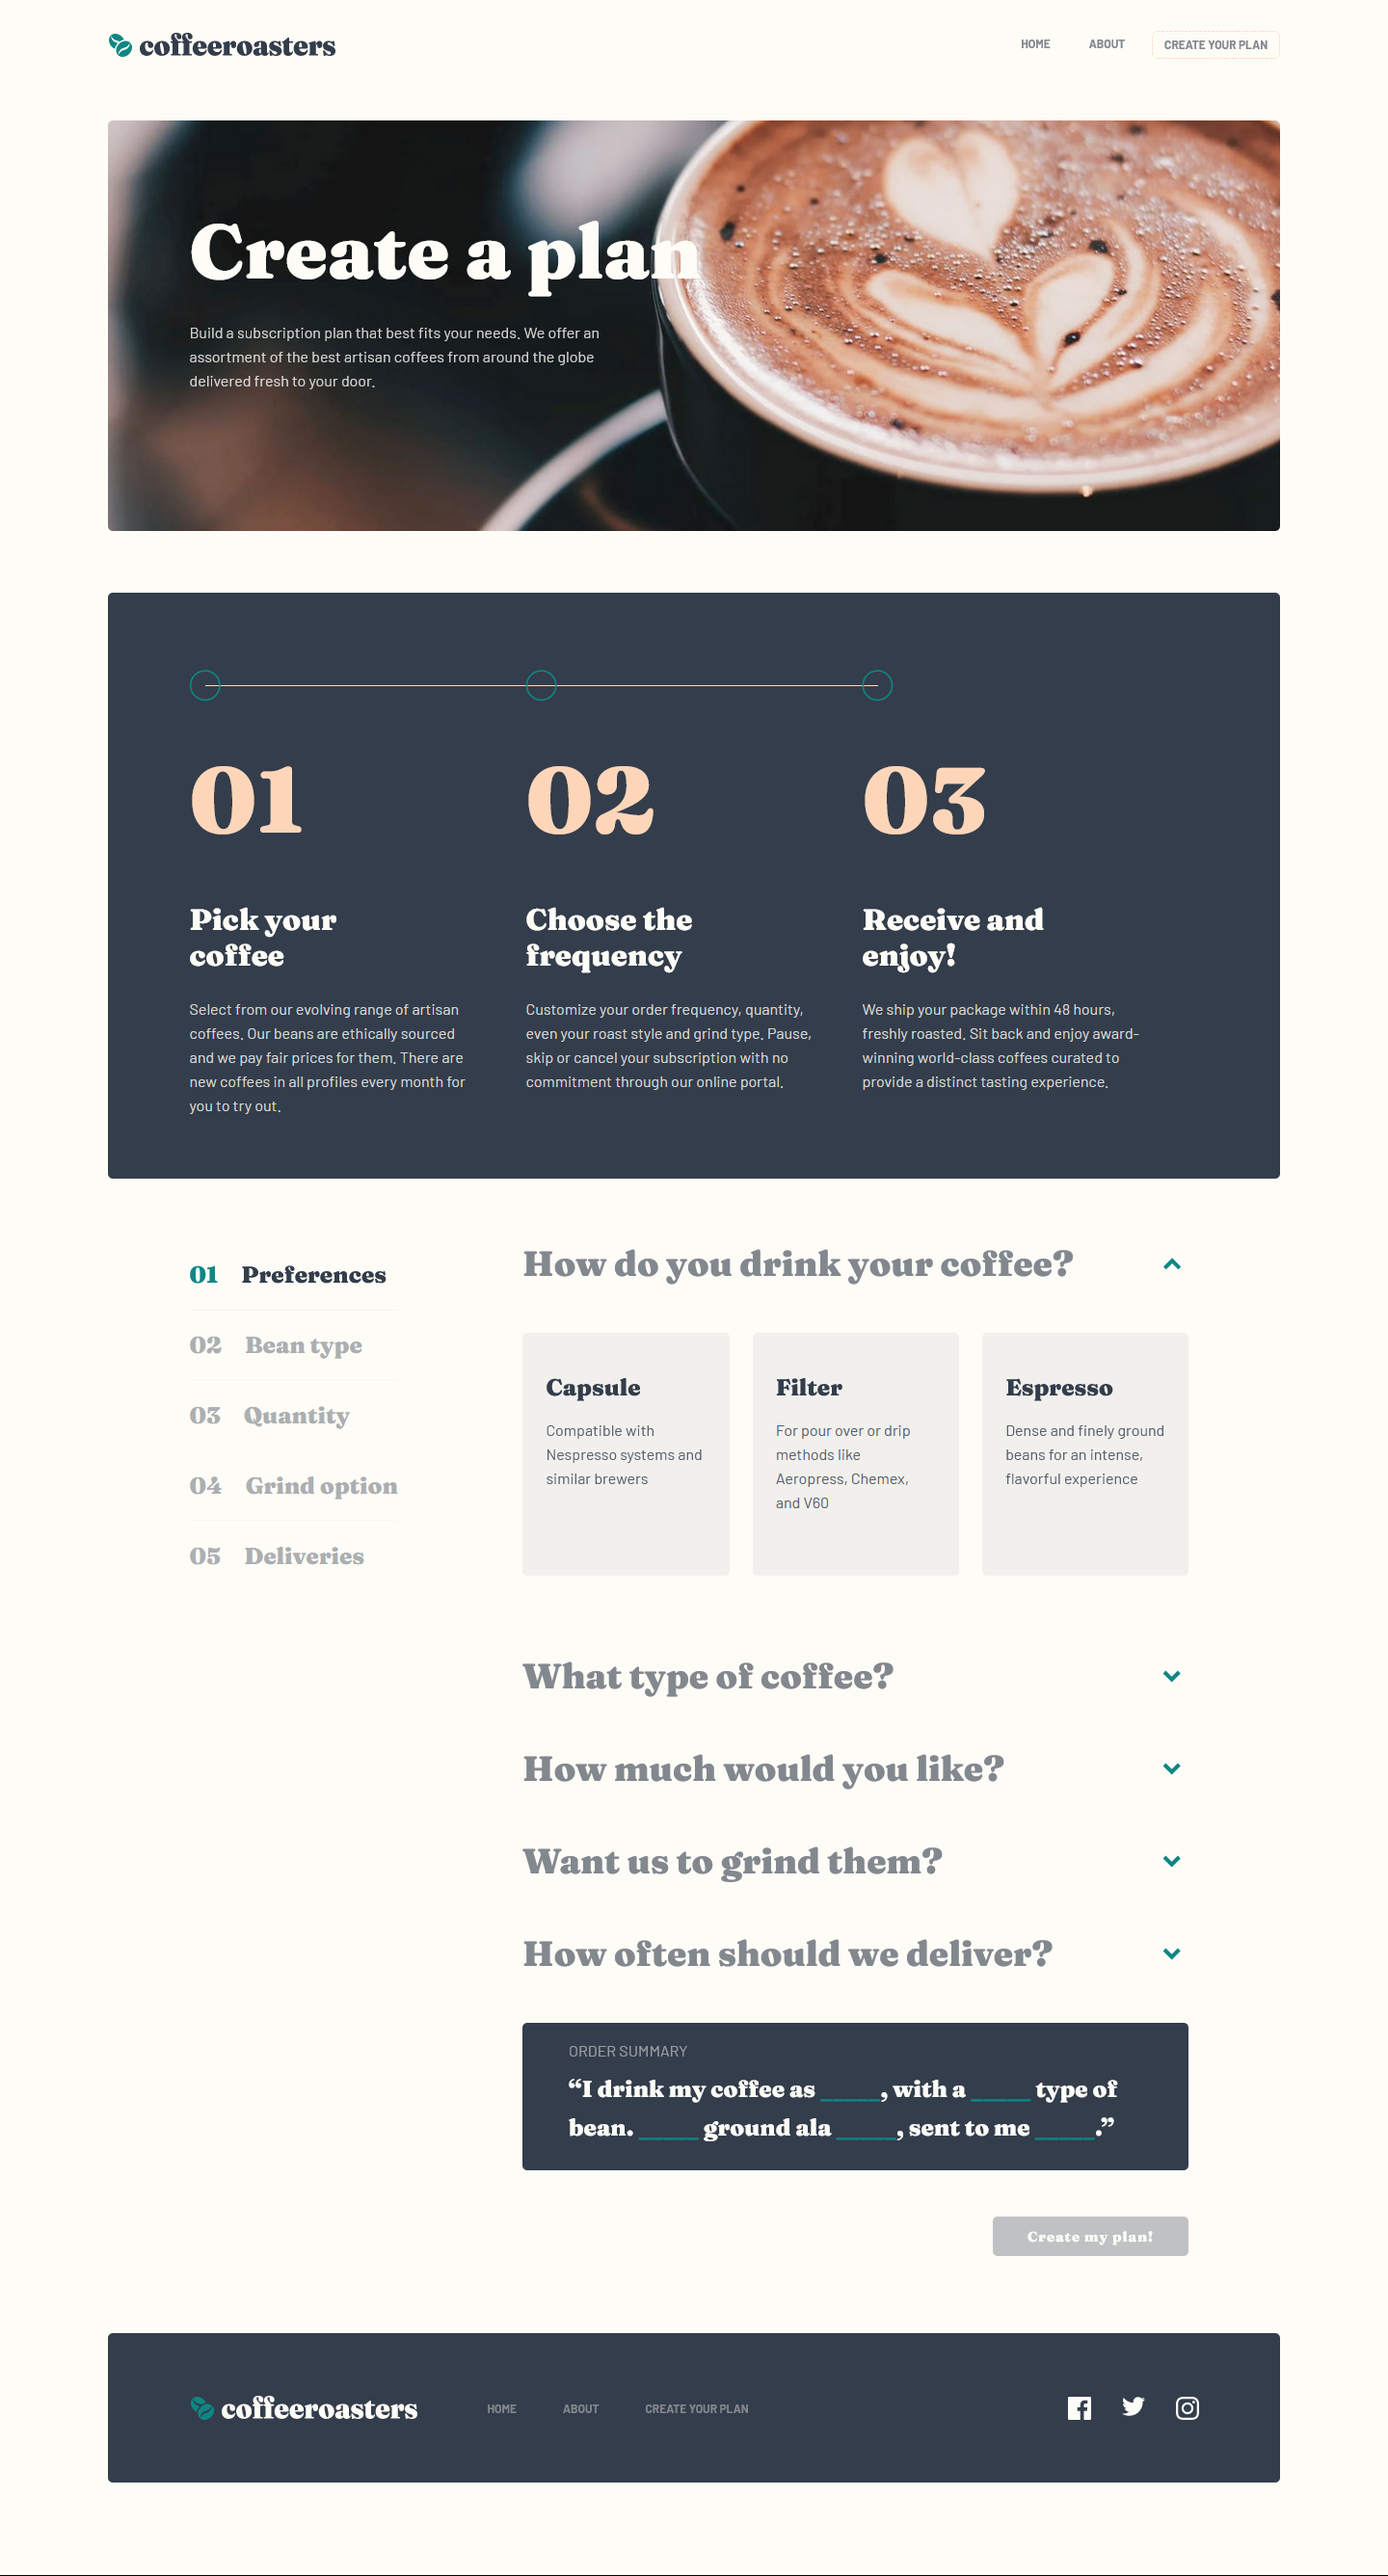 coffeeroasters
HOME
ABOUT
CREATE YOUR PLAN
Create a plan
Build a subscription plan that best fits your needs. We offer an
assortment of the best artisan coffees from around the globe
delivered fresh to your door.
01
Pick your
coffee
Select from our evolving range of artisan
coffees. Our beans are ethically sourced
and we pay fair prices for them. There are
new coffees in all profiles every month for
you to try out.
02
Choose the
frequency
Customize your order frequency, quantity,
even your roast style and grind type. Pause,
skip or cancel your subscription with no
commitment through our online portal.
03
Receive and
enjoy!
We ship your package within 48 hours,
freshly roasted. Sit back and enjoy award-
winning world-class coffees curated to
provide a distinct tasting experience.
01 Preferences
02 Bean type
03 Quantity
04 Grind option
05 Deliveries
How do you drink your coffee?
Capsule
Compatible with
Nespresso systems and
similar brewers
Filter
For pour over or drip
methods like
Aeropress, Chemex,
and V60
Espresso
Dense and finely ground
beans for an intense,
flavorful experience
What type of coffee?
How much would you like?
Want us to grind them?
How often should we deliver?
ORDER SUMMARY
“I drink my coffee as _____, with a _____ type of
bean. _____ ground ala _____, sent to me _____.”
Create my plan!
coffeeroasters
HOME
ABOUT
CREATE YOUR PLAN